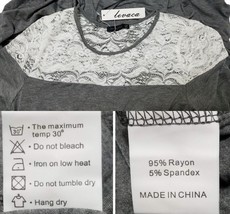 levaca
• The maximum
temp 30°
30°
• Do not bleach
• Iron on low heat
• Do not tumble dry
• Hang dry
95% Rayon
5% Spandex
MADE IN CHINA